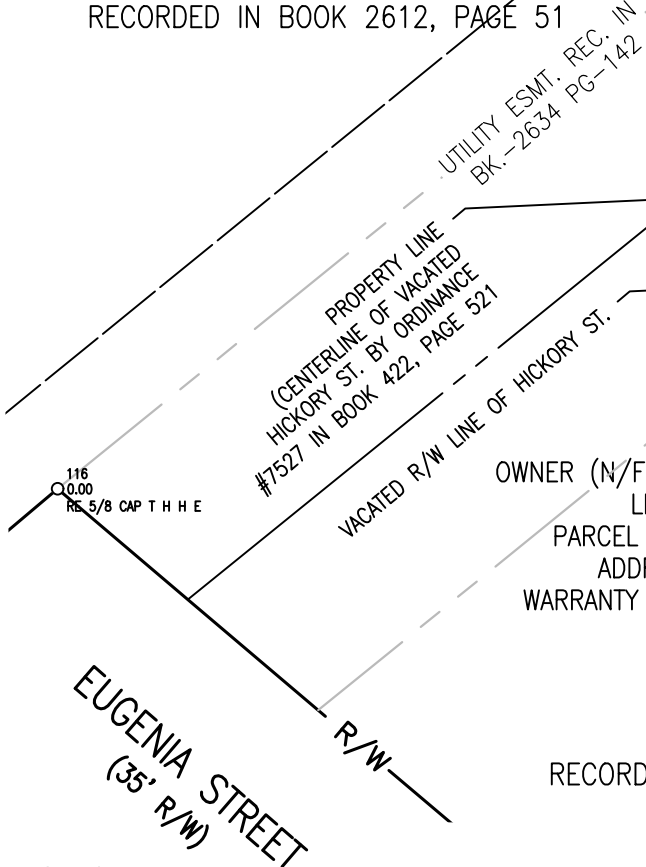 RECORDED IN BOOK 2612, PAGE 51
UTILITY ESMT. REC. IN
BK.-2634 PG-142
PROPERTY LINE
(CENTERLINE OF VACATED
HICKORY ST. BY ORDINANCE
#7527 IN BOOK 422, PAGE 521
VACATED R/W LINE OF HICKORY ST.
116
0.00
RE 5/8 CAP T H H E
OWNER (N/F
PARCEL
WARRANTY
EUGENIA STREET
(35' R/W)
R/W